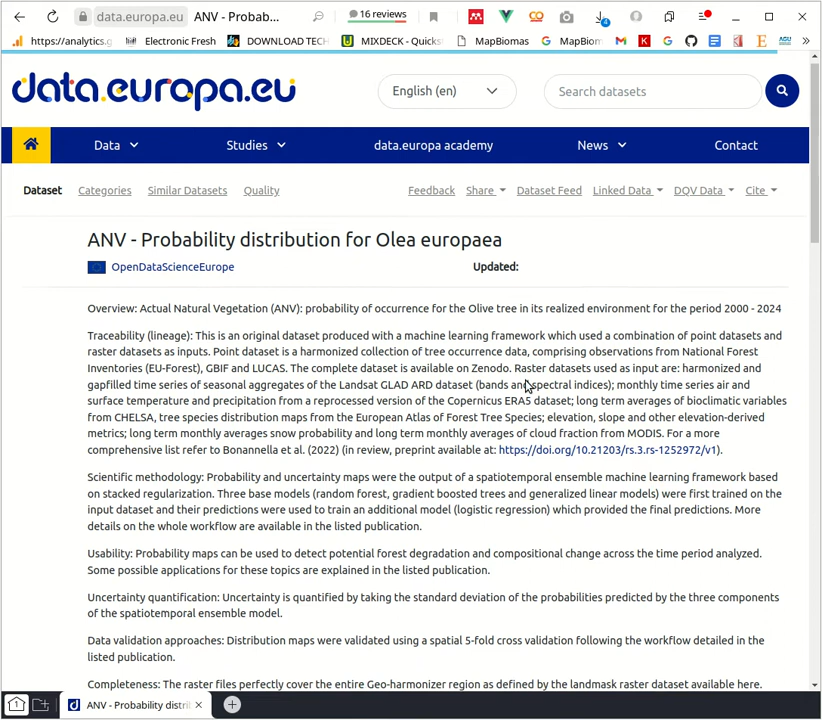 data.europa.eu ANV - Probab... 16 reviews 4
https://analytics.g Electronic Fresh DOWNLOAD TECH MIXDECK - Quicks MapBiomas MapBiom AGU »
data.europa.eu
English (en)
Search datasets
Data Studies data.europa academy News Contact
Dataset Categories Similar Datasets Quality Feedback Share Dataset Feed Linked Data DQV Data Cite
ANV - Probability distribution for Olea europaea
OpenDataScienceEurope Updated:
Overview: Actual Natural Vegetation (ANV): probability of occurrence for the Olive tree in its realized environment for the period 2000 - 2024
Traceability (lineage): This is an original dataset produced with a machine learning framework which used a combination of point datasets and
raster datasets as inputs. Point dataset is a harmonized collection of tree occurrence data, comprising observations from National Forest
Inventories (EU-Forest), GBIF and LUCAS. The complete dataset is available on Zenodo. Raster datasets used as input are: harmonized and
gapfilled time series of seasonal aggregates of the Landsat GLAD ARD dataset (bands and spectral indices); monthly time series air and
surface temperature and precipitation from a reprocessed version of the Copernicus ERA5 dataset; long term averages of bioclimatic variables
from CHELSA, tree species distribution maps from the European Atlas of Forest Tree Species; elevation, slope and other elevation-derived
metrics; long term monthly averages snow probability and long term monthly averages of cloud fraction from MODIS. For a more
comprehensive list refer to Bonannella et al. (2022) (in review, preprint available at: https://doi.org/10.21203/rs.3.rs-1252972/v1).
Scientific methodology: Probability and uncertainty maps were the output of a spatiotemporal ensemble machine learning framework based
on stacked regularization. Three base models (random forest, gradient boosted trees and generalized linear models) were first trained on the
input dataset and their predictions were used to train an additional model (logistic regression) which provided the final predictions. More
details on the whole workflow are available in the listed publication.
Usability: Probability maps can be used to detect potential forest degradation and compositional change across the time period analyzed.
Some possible applications for these topics are explained in the listed publication.
Uncertainty quantification: Uncertainty is quantified by taking the standard deviation of the probabilities predicted by the three components
of the spatiotemporal ensemble model.
Data validation approaches: Distribution maps were validated using a spatial 5-fold cross validation following the workflow detailed in the
listed publication.
Completeness: The raster files perfectly cover the entire Geo-harmonizer region as defined by the landmask raster dataset available here.
1 ANV - Probability distri